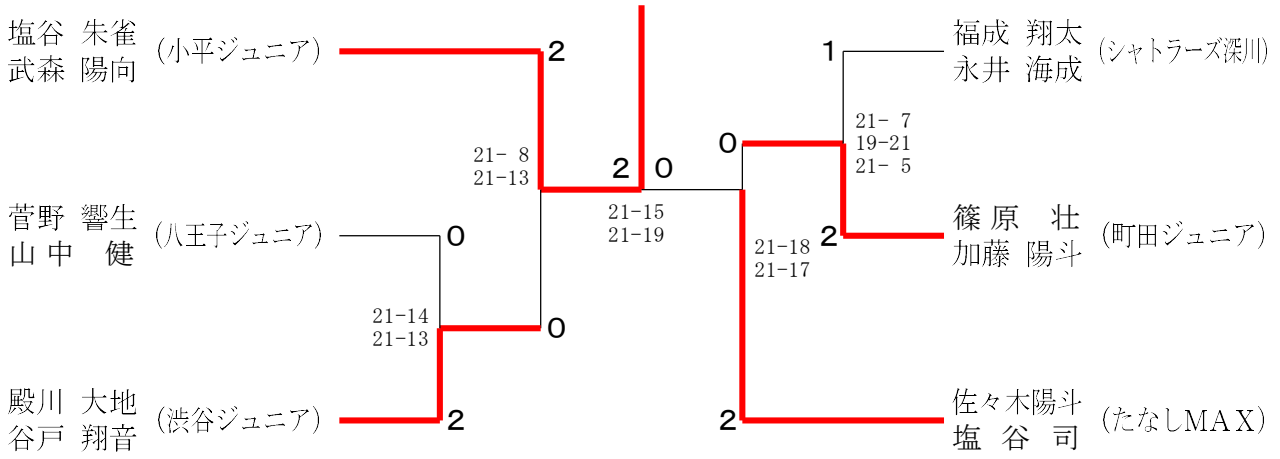 塩谷 朱雀
武森 陽向
(小平ジュニア)
2
21- 8
21-13
菅野 響生
山中 健
(八王子ジュニア)
0
21-14
21-13
0
殿川 大地
谷戸 翔音
(渋谷ジュニア)
2
2 0
21-15
21-19
福成 翔太
永井 海成
(シャトラーズ深川)
1
21- 7
19-21
21- 5
0
篠原 壮
加藤 陽斗
(町田ジュニア)
2
21-18
21-17
佐々木陽斗
塩谷 司
(たなしMAX)
2